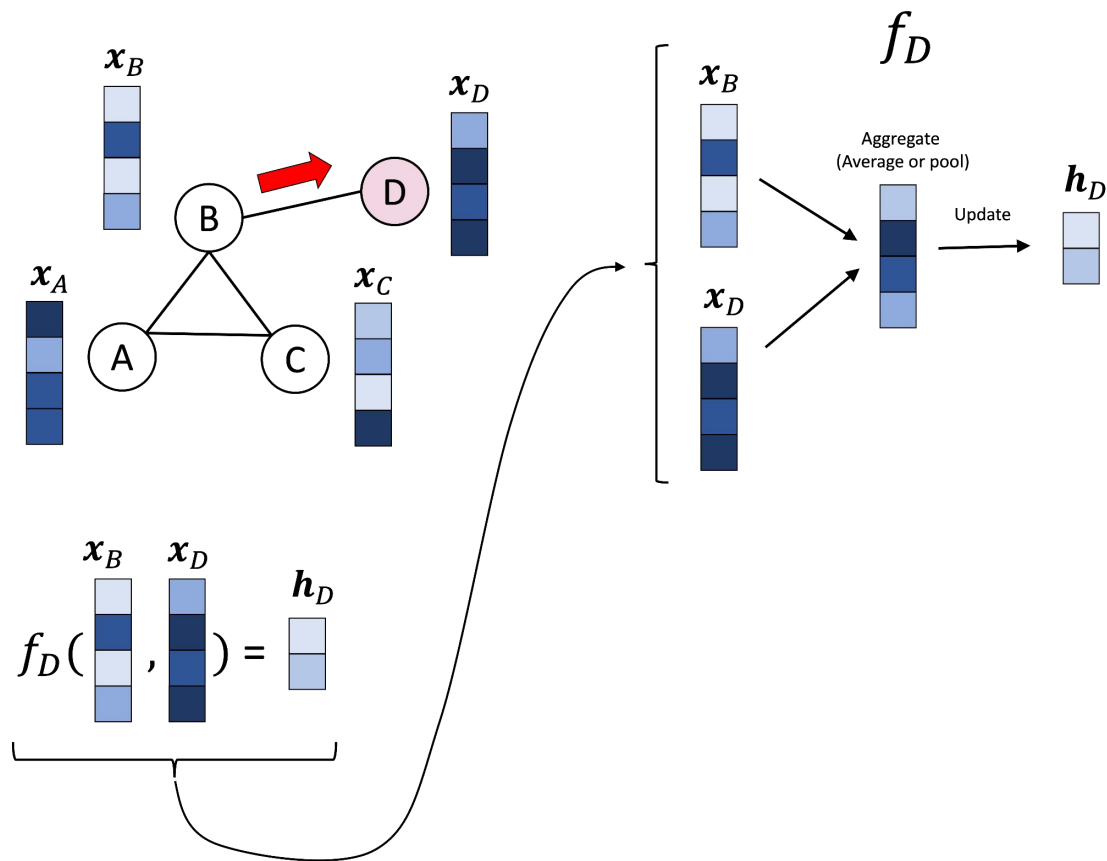 x_B
x_D
B
D
x_A
x_C
A
C
x_B x_D
h_D
f_D( , ) =
f_D
x_B
Aggregate
(Average or pool)
h_D
Update
x_D